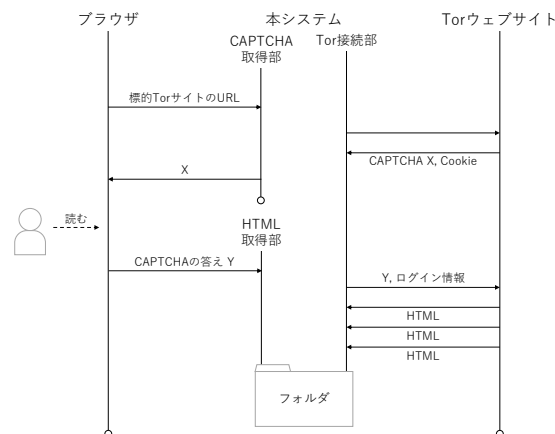 ブラウザ
本システム
Torウェブサイト
CAPTCHA
取得部
Tor接続部
標的TorサイトのURL
CAPTCHA X, Cookie
X
読む
HTML
取得部
CAPTCHAの答え Y
Y, ログイン情報
HTML
HTML
HTML
フォルダ